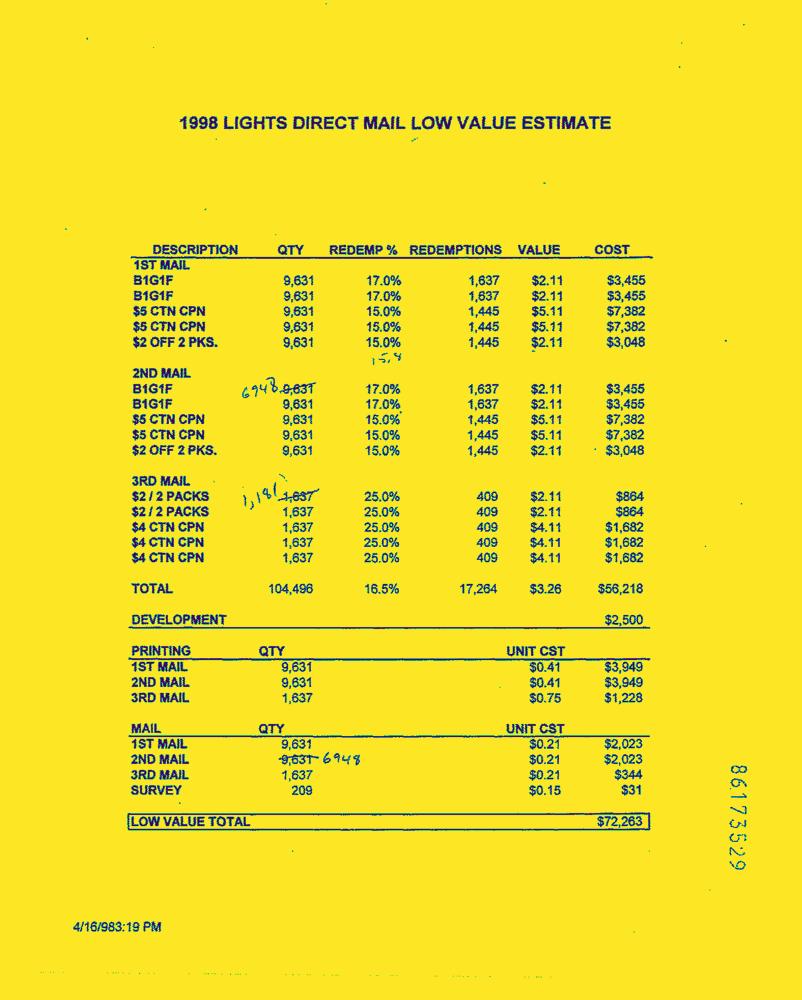 1998 LIGHTS DIRECT MAIL LOW VALUE ESTIMATE
DESCRIPTION QTY REDEMP % REDEMPTIONS VALUE COST
1ST MAIL
B1G1F 9,631 17.0% 1,637 $2.11 $3,455
B1G1F 9,631 17.0% 1,637 $2.11 $3,455
$5 CTN CPN 9,631 15.0% 1,445 $5.11 $7,382
$5 CTN CPN 9,631 15.0% 1,445 $5.11 $7,382
$2 OFF 2 PKS. 9,631 15.0% 1,445 $2.11 $3,048
15.4
2ND MAIL
B1G1F 6948 9,631 17.0% 1,637 $2.11 $3,455
B1G1F 9,631 17.0% 1,637 $2.11 $3,455
$5 CTN CPN 9,631 15.0% 1,445 $5.11 $7,382
$5 CTN CPN 9,631 15.0% 1,445 $5.11 $7,382
$2 OFF 2 PKS. 9,631 15.0% 1,445 $2.11 $3,048
3RD MAIL
$2 / 2 PACKS 1,181 1,637 25.0% 409 $2.11 $864
$2 / 2 PACKS 1,637 25.0% 409 $2.11 $864
$4 CTN CPN 1,637 25.0% 409 $4.11 $1,682
$4 CTN CPN 1,637 25.0% 409 $4.11 $1,682
$4 CTN CPN 1,637 25.0% 409 $4.11 $1,682
TOTAL 104,496 16.5% 17,264 $3.26 $56,218
DEVELOPMENT $2,500
PRINTING QTY UNIT CST
1ST MAIL 9,631 $0.41 $3,949
2ND MAIL 9,631 $0.41 $3,949
3RD MAIL 1,637 $0.75 $1,228
MAIL QTY UNIT CST
1ST MAIL 9,631 $0.21 $2,023
2ND MAIL 9,631 6948 $0.21 $2,023
3RD MAIL 1,637 $0.21 $344
SURVEY 209 $0.15 $31
LOW VALUE TOTAL $72,263
86173529
4/16/983:19 PM